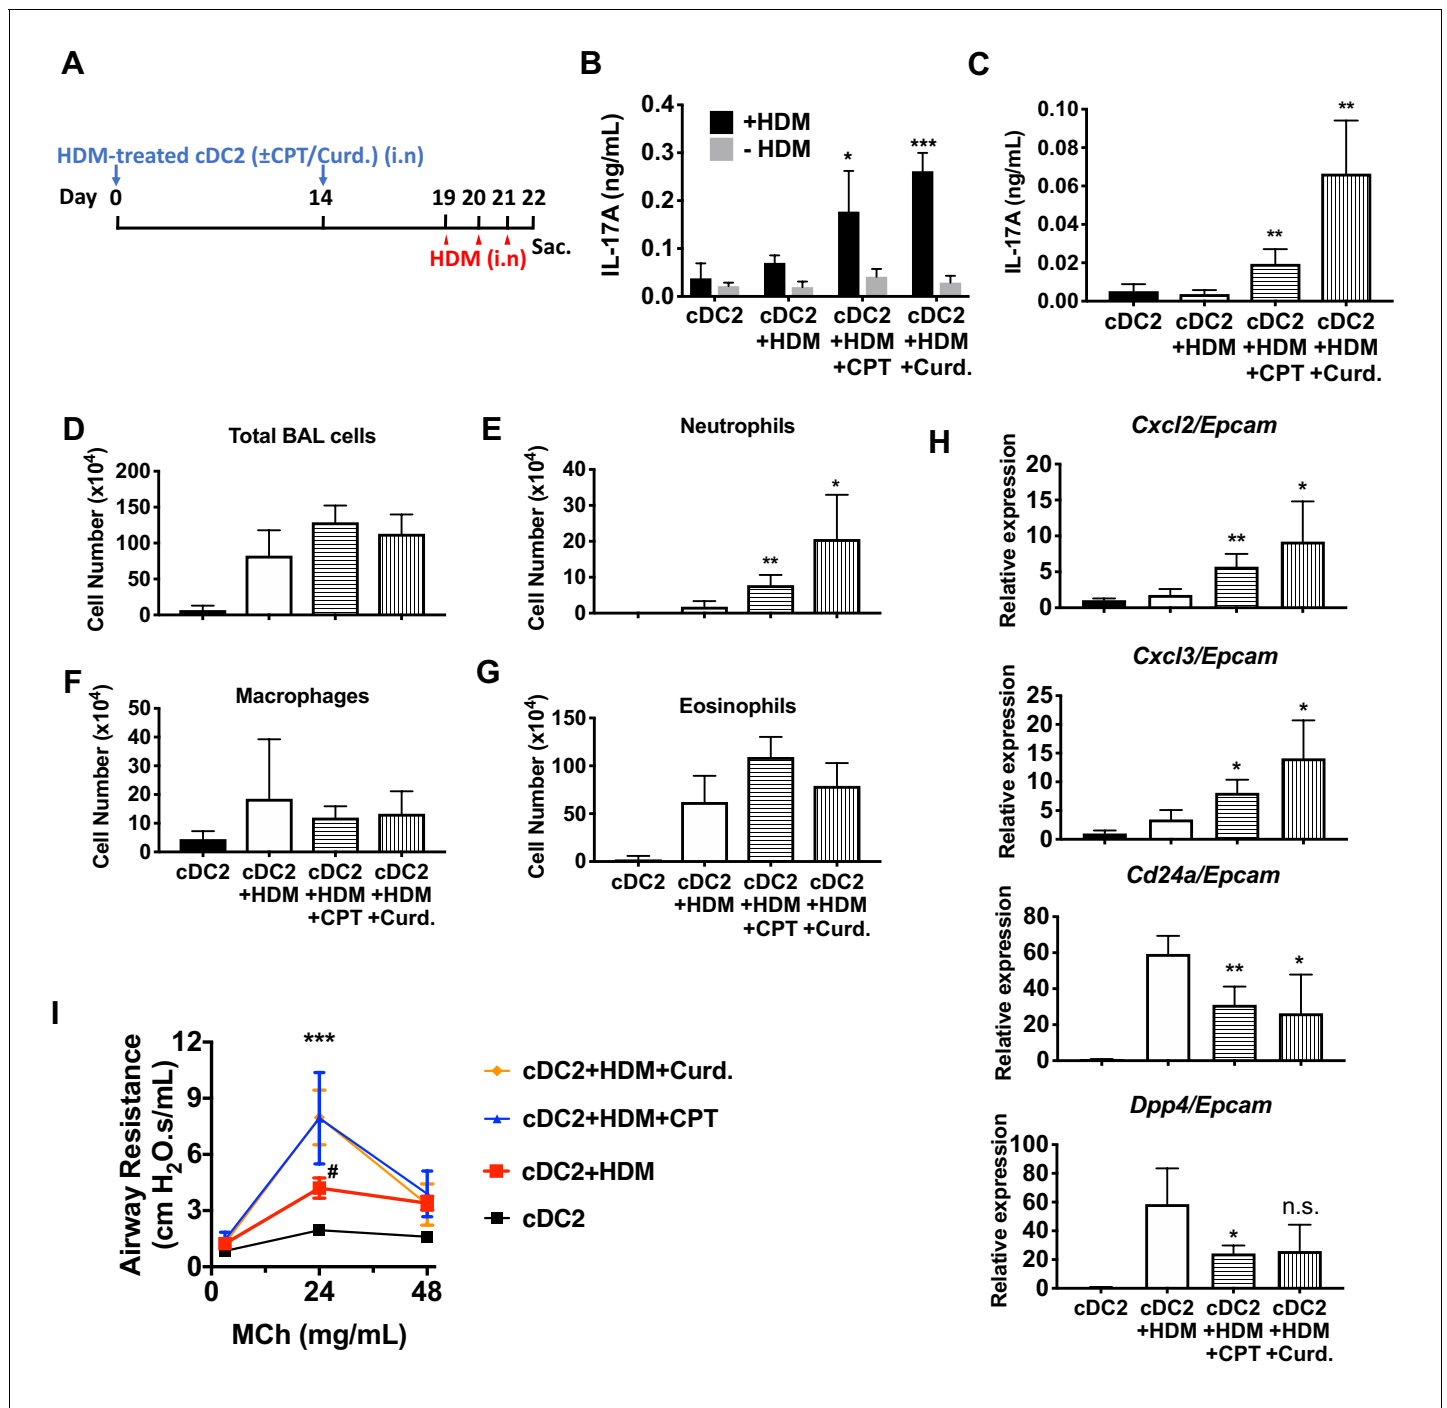 A
HDM-treated cDC2 (±CPT/Curd.) (i.n)
Day 0 14 19 20 21 22
HDM (i.n) Sac.
B
IL-17A (ng/mL)
0.4
0.3
0.2
0.1
0.0
+HDM
- HDM
* ***
cDC2 cDC2 cDC2 cDC2
+HDM +HDM +HDM
+CPT +Curd.
C
IL-17A (ng/mL)
0.10
0.08
0.06
0.04
0.02
0.00
** **
cDC2 cDC2 cDC2 cDC2
+HDM +HDM +HDM
+CPT +Curd.
D
Total BAL cells
Cell Number (x10⁴)
200
150
100
50
0
E
Neutrophils
Cell Number (x10⁴)
40
30
20
10
0
** *
F
Macrophages
Cell Number (x10⁴)
50
40
30
20
10
0
cDC2 cDC2 cDC2 cDC2
+HDM +HDM +HDM
+CPT +Curd.
G
Eosinophils
Cell Number (x10⁴)
150
100
50
0
cDC2 cDC2 cDC2 cDC2
+HDM +HDM +HDM
+CPT +Curd.
H
Cxcl2/Epcam
Relative expression
20
15
10
5
0
** *
Cxcl3/Epcam
Relative expression
25
20
15
10
5
0
* *
Cd24a/Epcam
Relative expression
80
60
40
20
0
** *
Dpp4/Epcam
Relative expression
100
80
60
40
20
0
* n.s.
cDC2 cDC2 cDC2 cDC2
+HDM +HDM +HDM
+CPT +Curd.
I
Airway Resistance
(cm H₂O.s/mL)
12
9
6
3
0
***
#
0 24 48
MCh (mg/mL)
cDC2+HDM+Curd.
cDC2+HDM+CPT
cDC2+HDM
cDC2